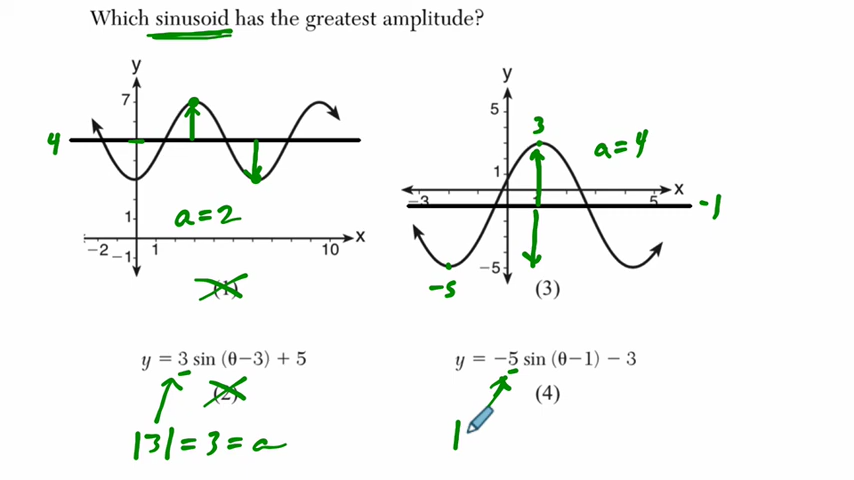 Which sinusoid has the greatest amplitude?
y
7
4
1
-2
-1
1
10
x
a=2
(1)
y
5
3
a=4
1
x
-3
5
-1
-5
-5
(3)
y = 3 sin (θ−3) + 5
(2)
|3|=3=a
y = −5 sin (θ−1) − 3
(4)
|